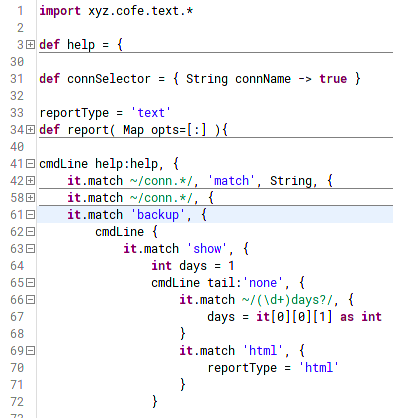 1 import xyz.cofe.text.*
2
3 def help = {
30
31 def connSelector = { String connName -> true }
32
33 reportType = 'text'
34 def report( Map opts=[:] ){
40
41 cmdLine help:help, {
42     it.match ~/conn.*/, 'match', String, {
58     it.match ~/conn.*/, {
61     it.match 'backup', {
62         cmdLine {
63             it.match 'show', {
64                 int days = 1
65                 cmdLine tail:'none', {
66                     it.match ~/(\d+)days?/, {
67                         days = it[0][0][1] as int
68                     }
69                     it.match 'html', {
70                         reportType = 'html'
71                     }
72                 }